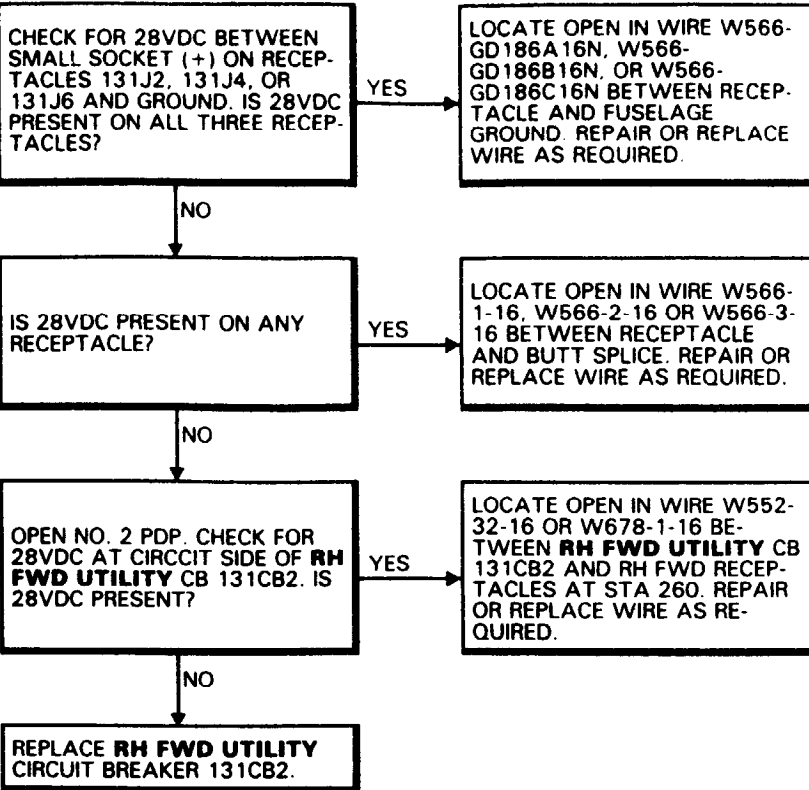 CHECK FOR 28VDC BETWEEN
SMALL SOCKET (+) ON RECEP-
TACLES 131J2, 131J4, OR
131J6 AND GROUND. IS 28VDC
PRESENT ON ALL THREE RECEP-
TACLES?
YES
LOCATE OPEN IN WIRE W566-
GD186A16N, W566-
GD186B16N, OR W566-
GD186C16N BETWEEN RECEP-
TACLE AND FUSELAGE
GROUND. REPAIR OR REPLACE
WIRE AS REQUIRED.
NO
IS 28VDC PRESENT ON ANY
RECEPTACLE?
YES
LOCATE OPEN IN WIRE W566-
1-16, W566-2-16 OR W566-3-
16 BETWEEN RECEPTACLE
AND BUTT SPLICE. REPAIR OR
REPLACE WIRE AS REQUIRED.
NO
OPEN NO. 2 PDP. CHECK FOR
28VDC AT CIRCCIT SIDE OF RH
FWD UTILITY CB 131CB2. IS
28VDC PRESENT?
YES
LOCATE OPEN IN WIRE W552-
32-16 OR W678-1-16 BE-
TWEEN RH FWD UTILITY CB
131CB2 AND RH FWD RECEP-
TACLES AT STA 260. REPAIR
OR REPLACE WIRE AS RE-
QUIRED.
NO
REPLACE RH FWD UTILITY
CIRCUIT BREAKER 131CB2.